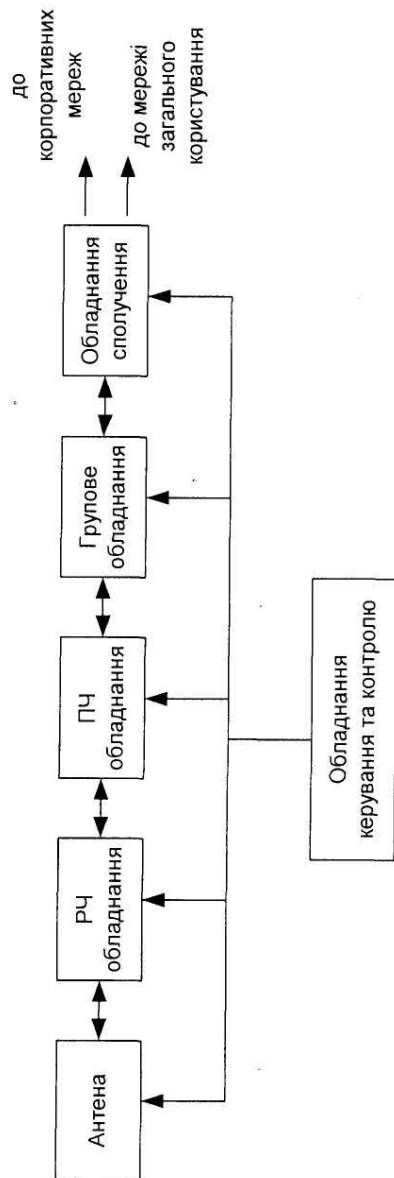 Антена
РЧ
обладнання
ПЧ
обладнання
Групове
обладнання
Обладнання
сполучення
до
корпоративних
мереж
до мережі
загального
користування
Обладнання
керування та контролю